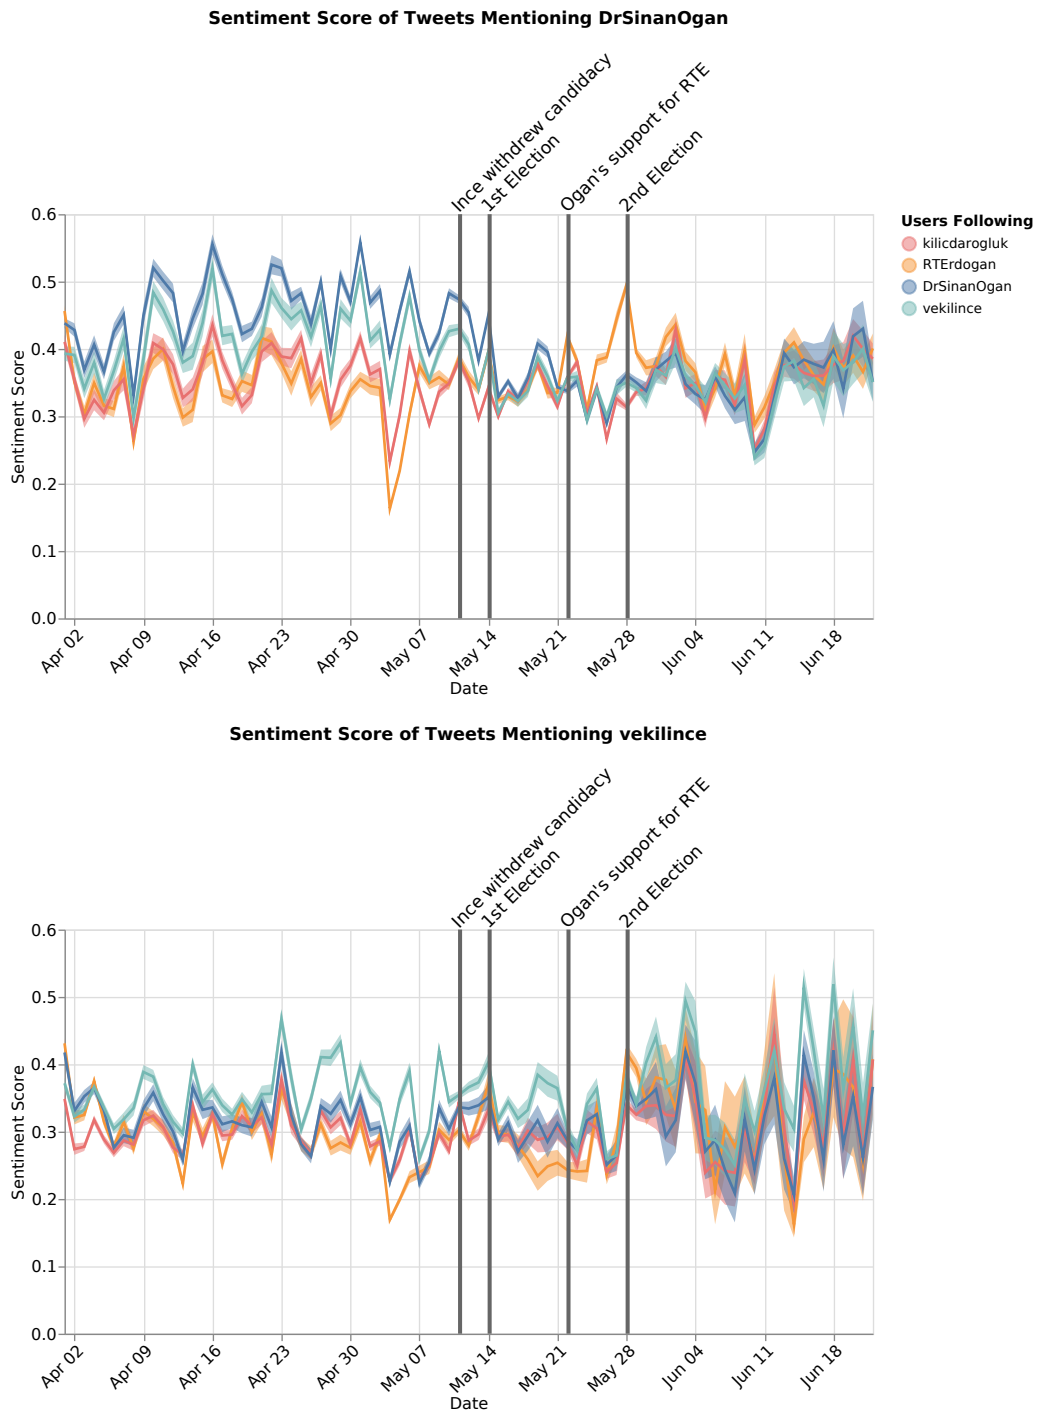 Sentiment Score of Tweets Mentioning DrSinanOgan
Ince withdrew candidacy
1st Election
Ogan's support for RTE
2nd Election
Users Following
kilicdarogluk
RTErdogan
DrSinanOgan
vekilince
Sentiment Score
0.6
0.5
0.4
0.3
0.2
0.1
0.0
Apr 02
Apr 09
Apr 16
Apr 23
Apr 30
May 07
May 14
May 21
May 28
Jun 04
Jun 11
Jun 18
Date
Sentiment Score of Tweets Mentioning vekilince
Ince withdrew candidacy
1st Election
Ogan's support for RTE
2nd Election
Sentiment Score
0.6
0.5
0.4
0.3
0.2
0.1
0.0
Apr 02
Apr 09
Apr 16
Apr 23
Apr 30
May 07
May 14
May 21
May 28
Jun 04
Jun 11
Jun 18
Date